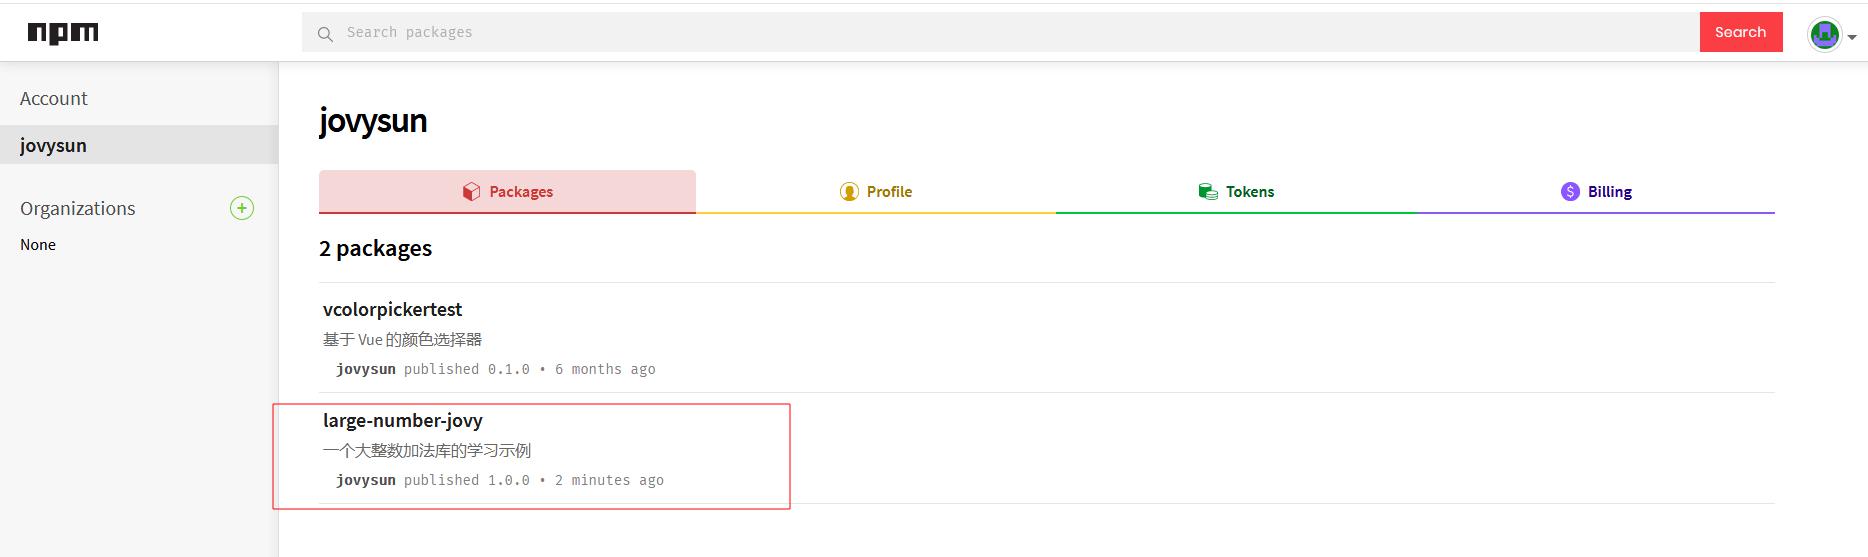 npm
Search packages
Search
Account
jovysun
Organizations
None
jovysun
Packages
Profile
Tokens
Billing
2 packages
vcolorpickertest
基于 Vue 的颜色选择器
jovysun published 0.1.0 • 6 months ago
large-number-jovy
一个大整数加法库的学习示例
jovysun published 1.0.0 • 2 minutes ago